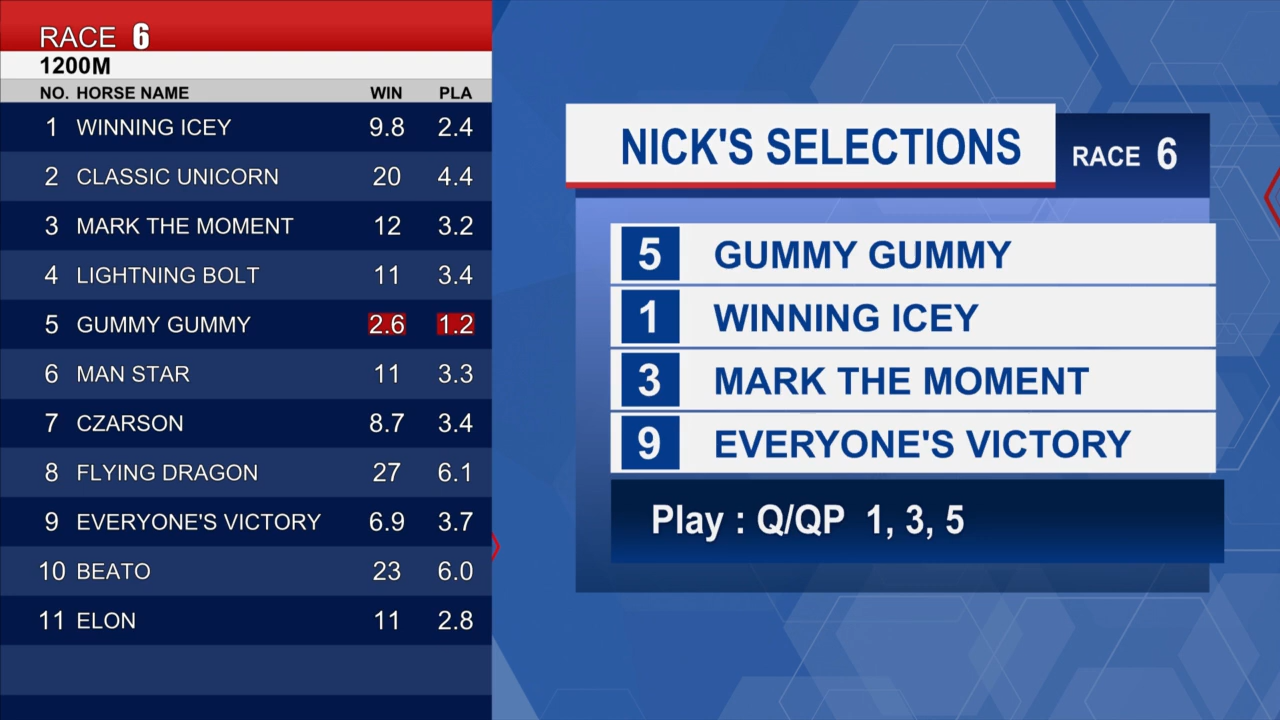 RACE 6
1200M
NO. HORSE NAME WIN PLA
1 WINNING ICEY 9.8 2.4
2 CLASSIC UNICORN 20 4.4
3 MARK THE MOMENT 12 3.2
4 LIGHTNING BOLT 11 3.4
5 GUMMY GUMMY 2.6 1.2
6 MAN STAR 11 3.3
7 CZARSON 8.7 3.4
8 FLYING DRAGON 27 6.1
9 EVERYONE'S VICTORY 6.9 3.7
10 BEATO 23 6.0
11 ELON 11 2.8
NICK'S SELECTIONS RACE 6
5 GUMMY GUMMY
1 WINNING ICEY
3 MARK THE MOMENT
9 EVERYONE'S VICTORY
Play : Q/QP 1, 3, 5